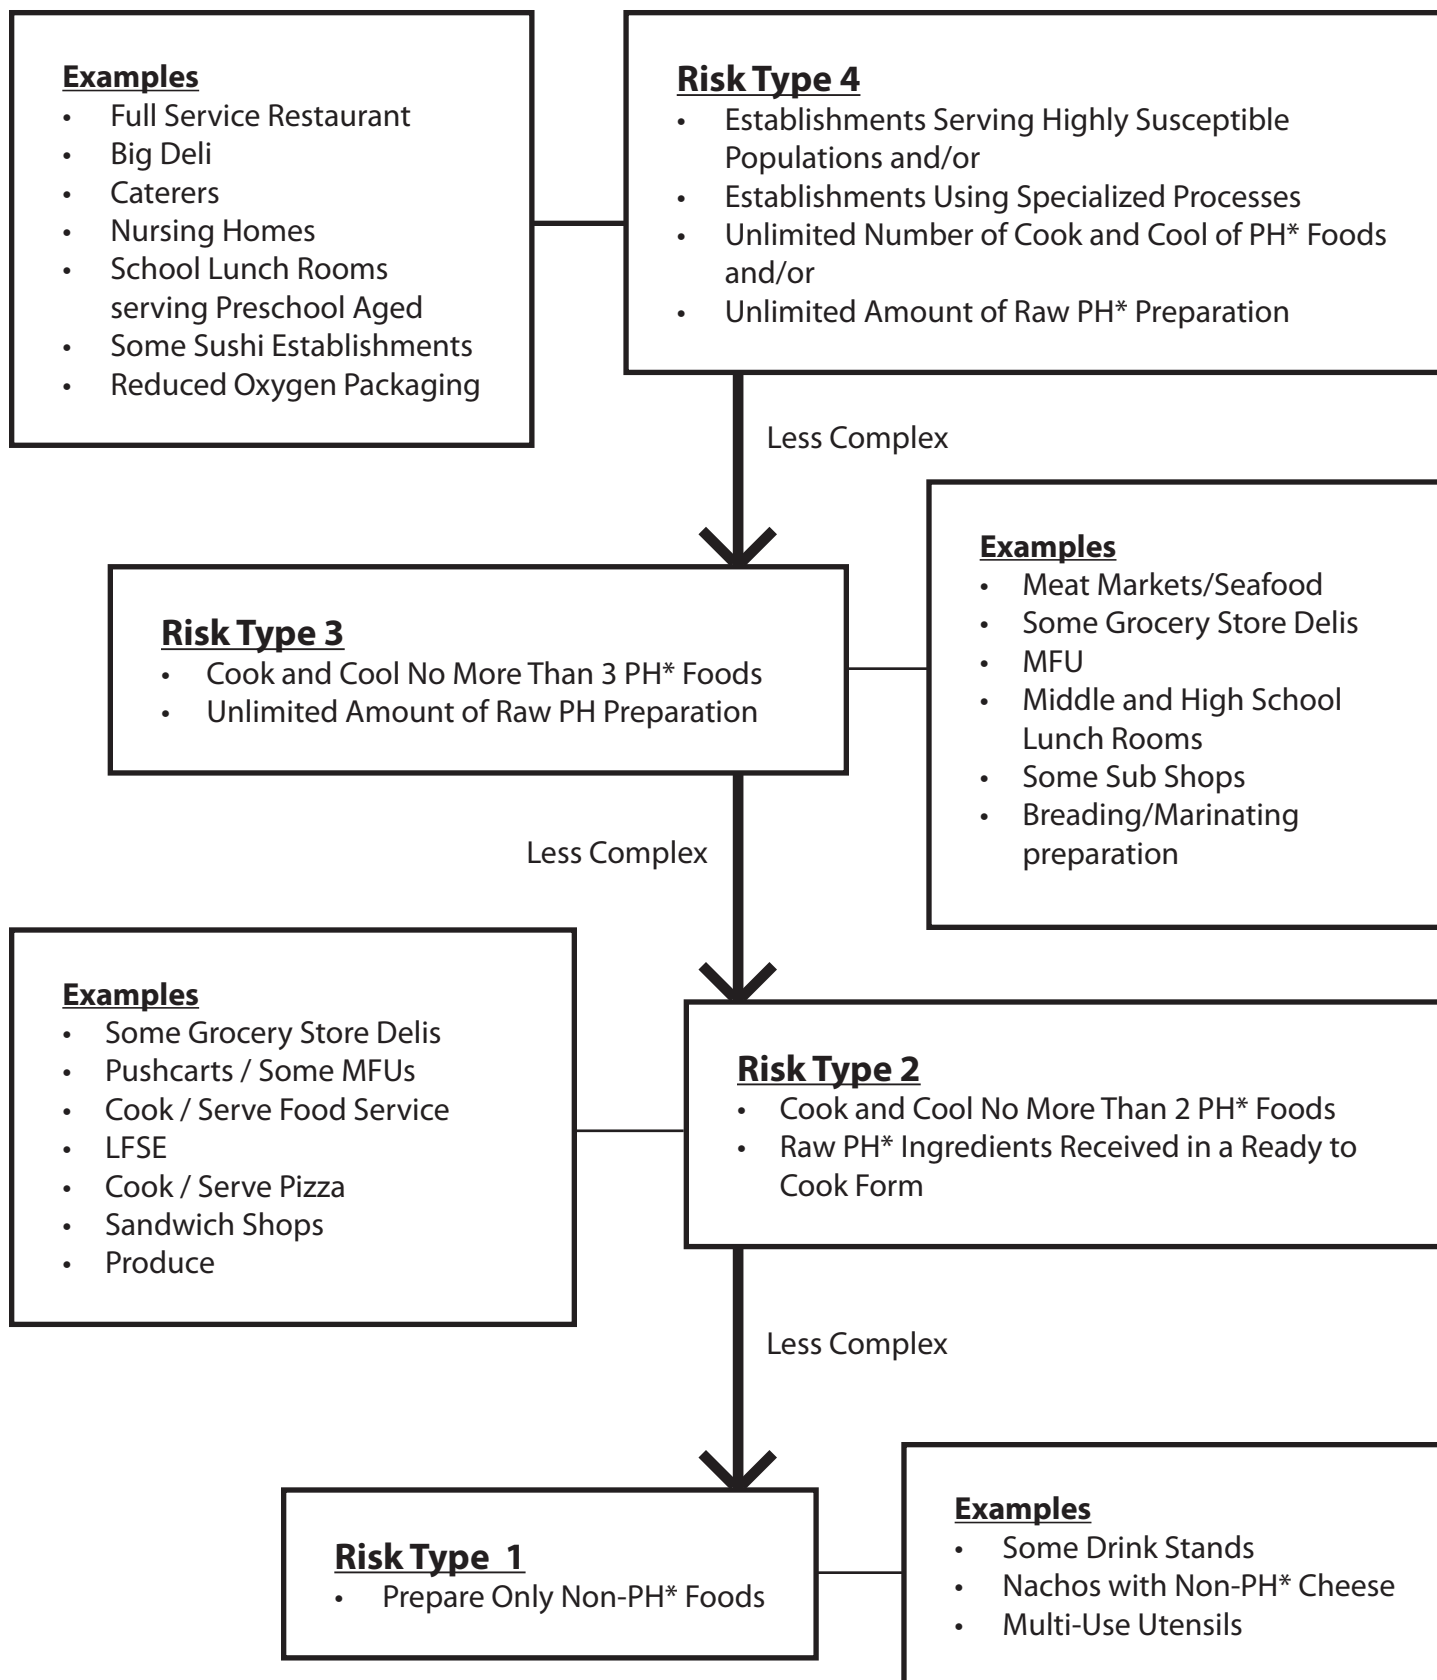 Examples
• Full Service Restaurant
• Big Deli
• Caterers
• Nursing Homes
• School Lunch Rooms
serving Preschool Aged
• Some Sushi Establishments
• Reduced Oxygen Packaging
Risk Type 4
• Establishments Serving Highly Susceptible
Populations and/or
• Establishments Using Specialized Processes
• Unlimited Number of Cook and Cool of PH* Foods
and/or
• Unlimited Amount of Raw PH* Preparation
Less Complex
Risk Type 3
• Cook and Cool No More Than 3 PH* Foods
• Unlimited Amount of Raw PH Preparation
Examples
• Meat Markets/Seafood
• Some Grocery Store Delis
• MFU
• Middle and High School
Lunch Rooms
• Some Sub Shops
• Breading/Marinating
preparation
Less Complex
Examples
• Some Grocery Store Delis
• Pushcarts / Some MFUs
• Cook / Serve Food Service
• LFSE
• Cook / Serve Pizza
• Sandwich Shops
• Produce
Risk Type 2
• Cook and Cool No More Than 2 PH* Foods
• Raw PH* Ingredients Received in a Ready to
Cook Form
Less Complex
Risk Type 1
• Prepare Only Non-PH* Foods
Examples
• Some Drink Stands
• Nachos with Non-PH* Cheese
• Multi-Use Utensils